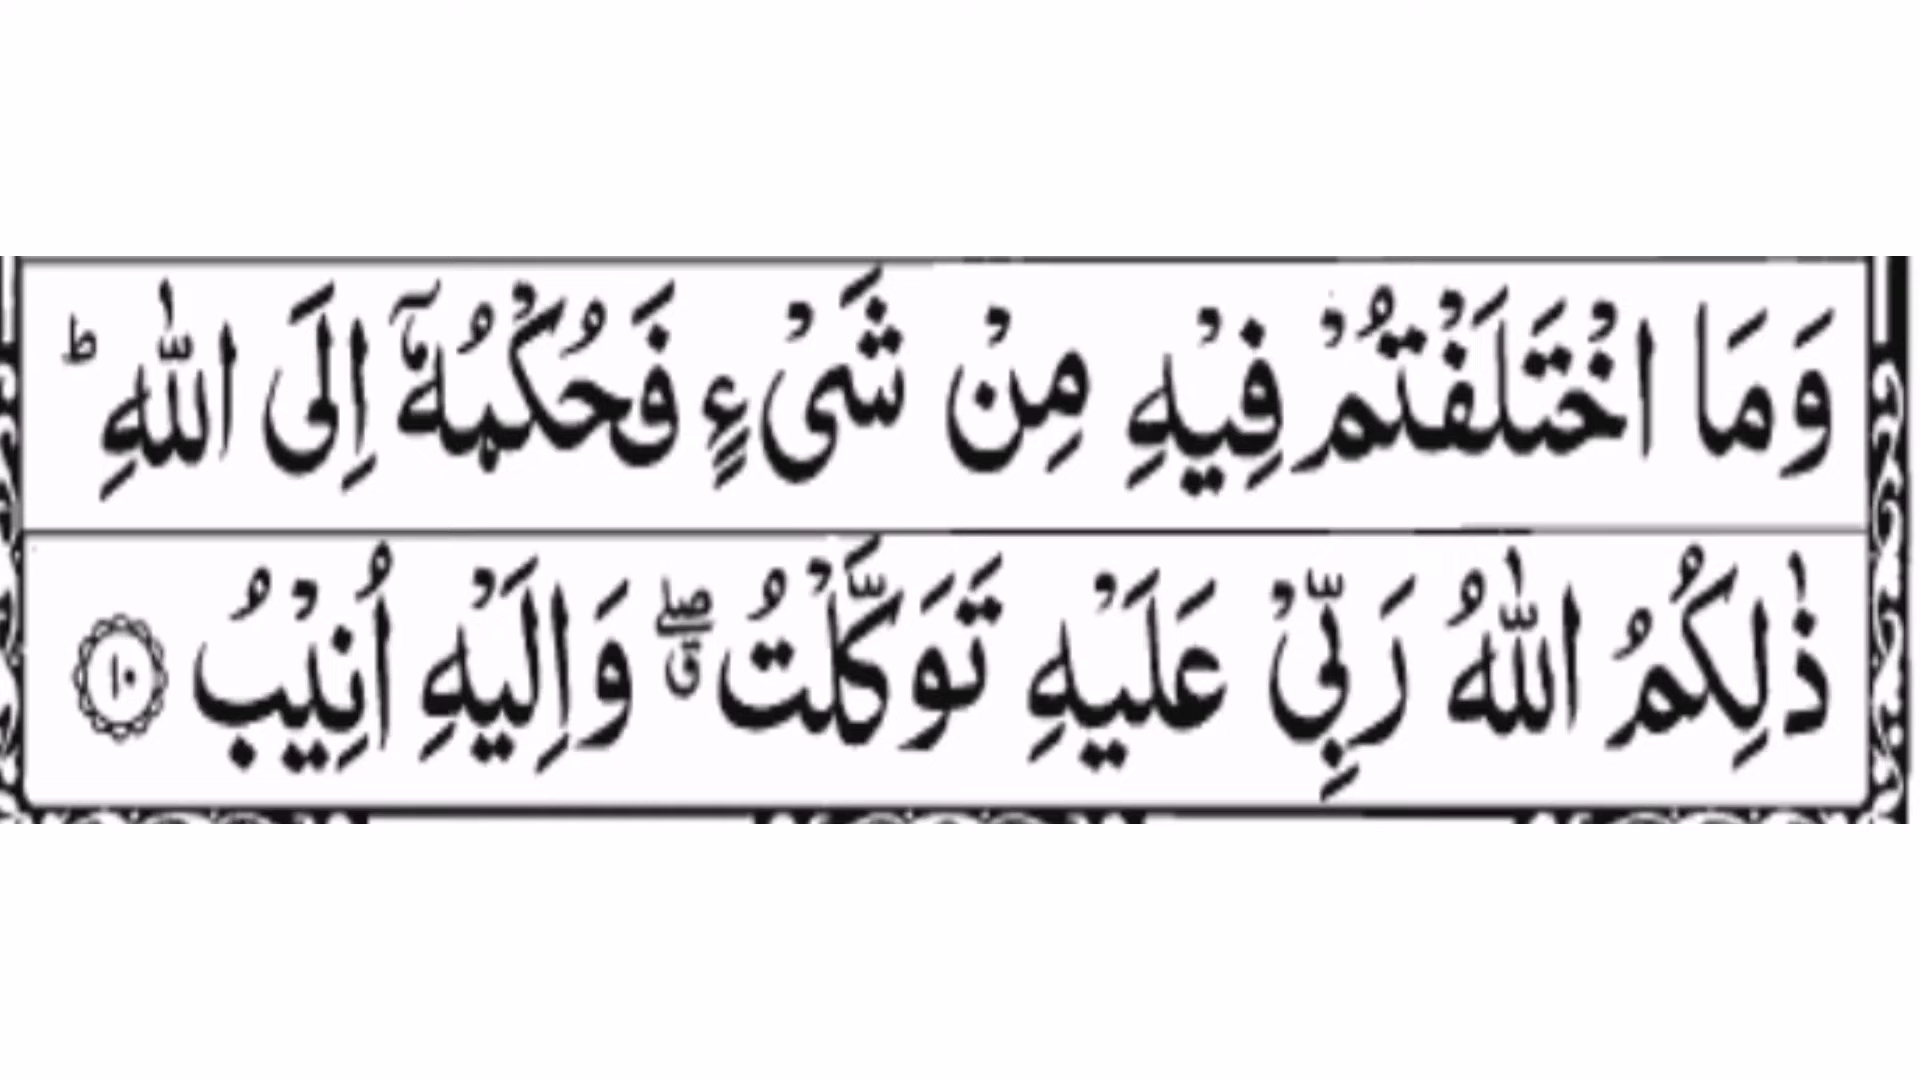 وَمَا اخْتَلَفْتُمْ فِيْهِ مِنْ شَیْءٍ فَحُكْمُهٗۤ اِلَی اللّٰهِ ؕ
ذٰلِكُمُ اللّٰهُ رَبِّیْ عَلَیْهِ تَوَكَّلْتُ ۖۗ وَاِلَیْهِ اُنِیْبُ ۝۱۰